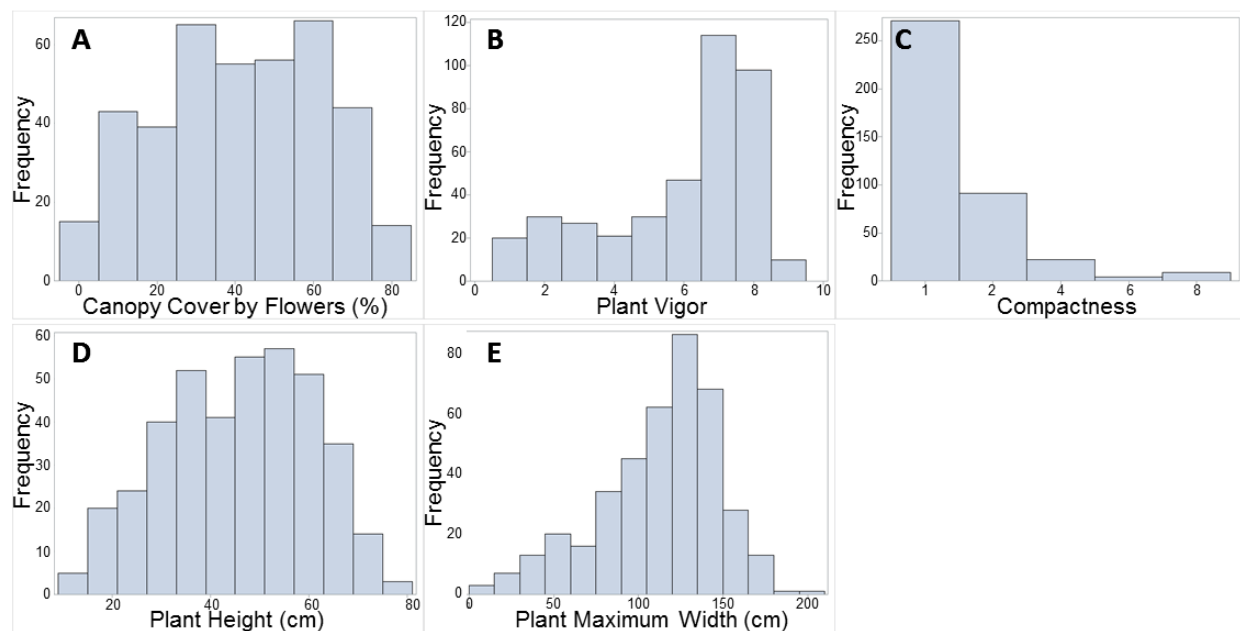 A
Frequency
60
40
20
0
0 20 40 60 80
Canopy Cover by Flowers (%)
B
Frequency
120
100
80
60
40
20
0
0 2 4 6 8 10
Plant Vigor
C
Frequency
250
200
150
100
50
0
1 2 4 6 8
Compactness
D
Frequency
60
50
40
30
20
10
0
20 40 60 80
Plant Height (cm)
E
Frequency
80
60
40
20
0
0 50 100 150 200
Plant Maximum Width (cm)